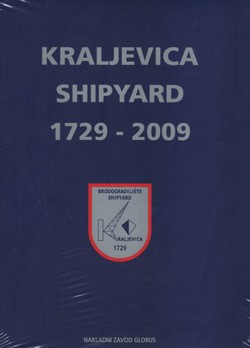 KRALJEVICA
SHIPYARD
1729 - 2009
BRODOGRADILIŠTE
SHIPYARD
KRALJEVICA
1729
NAKLADNI ZAVOD GLOBUS